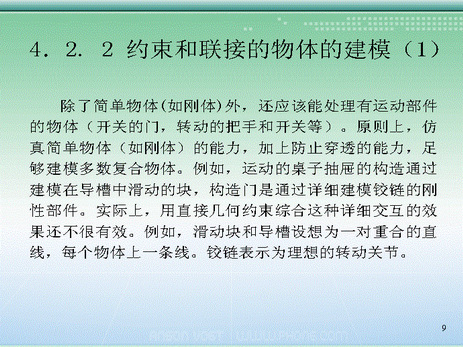 4．2．2 约束和联接的物体的建模（1）
除了简单物体(如刚体)外，还应该能处理有运动部件
的物体（开关的门，转动的把手和开关等）。原则上，仿
真简单物体（如刚体）的能力，加上防止穿透的能力，足
够建模多数复合物体。例如，运动的桌子抽屉的构造通过
建模在导槽中滑动的块，构造门是通过详细建模铰链的刚
性部件。实际上，用直接几何约束综合这种详细交互的效
果还不很有效。例如，滑动块和导槽设想为一对重合的直
线，每个物体上一条线。铰链表示为理想的转动关节。
9